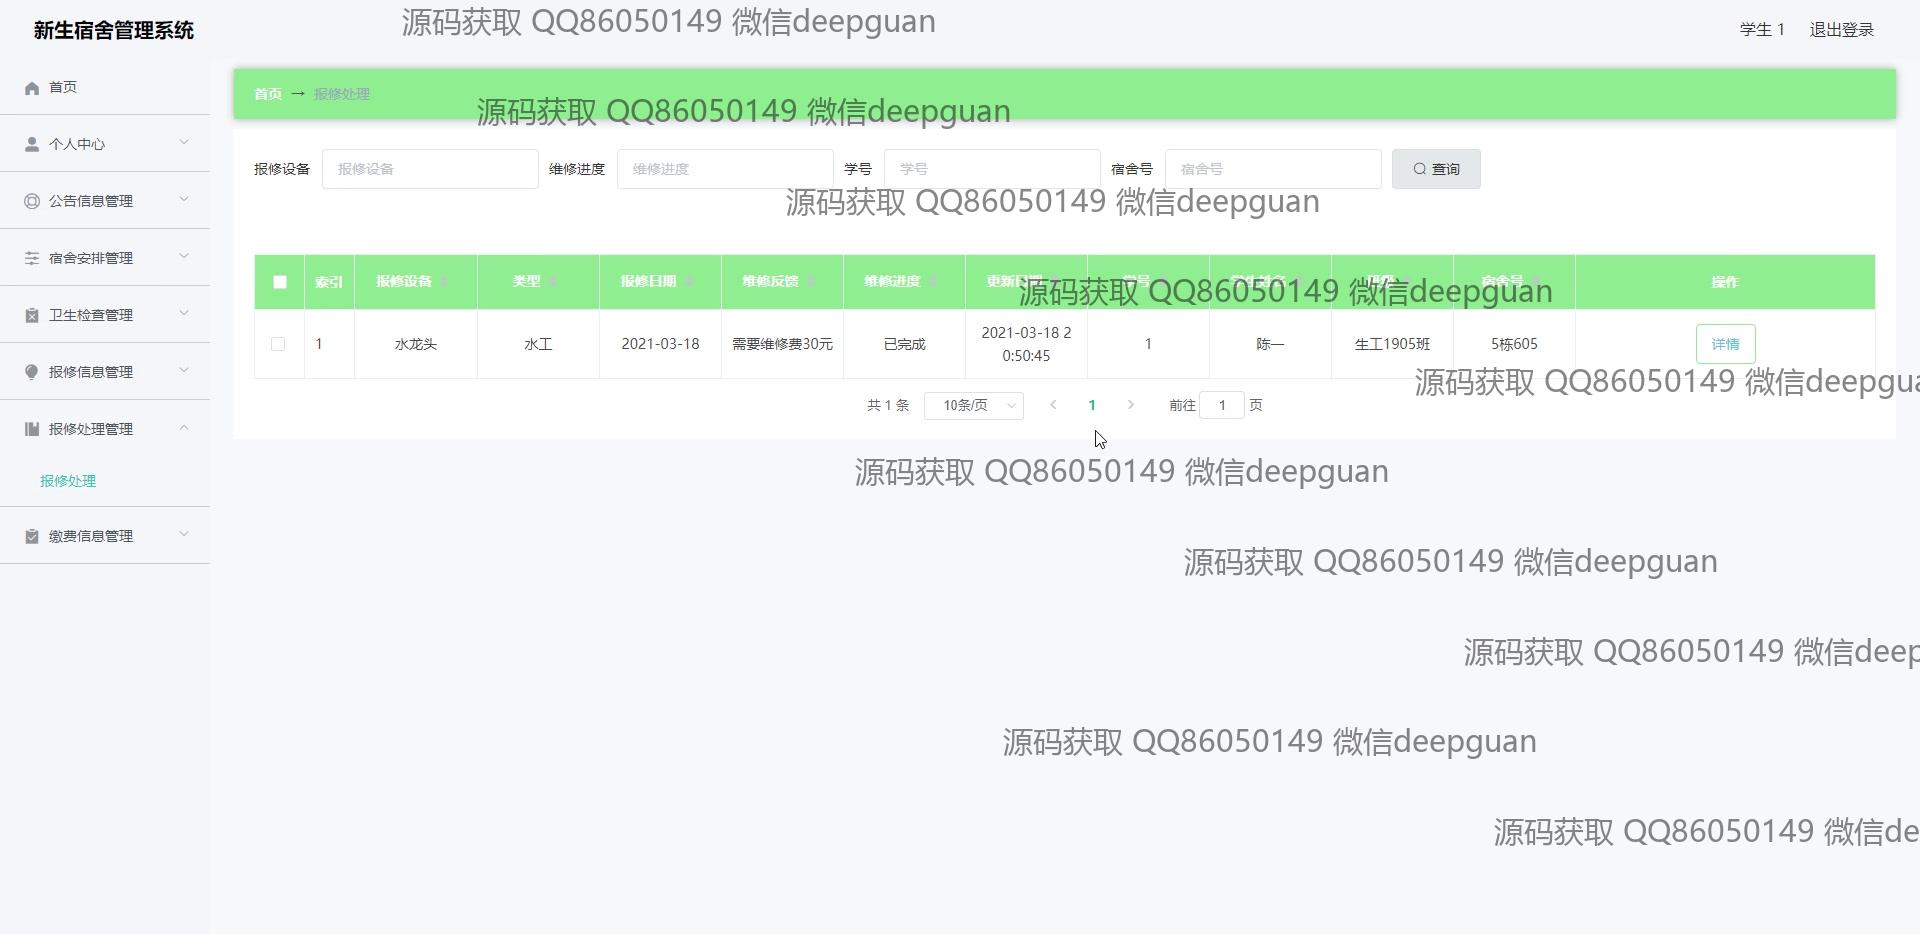 新生宿舍管理系统
源码获取 QQ86050149 微信deepguan
学生 1 退出登录
首页
个人中心
公告信息管理
宿舍安排管理
卫生检查管理
报修信息管理
报修处理管理
报修处理
缴费信息管理
首页 → 报修处理
源码获取 QQ86050149 微信deepguan
报修设备 报修设备 维修进度 维修进度 学号 学号 宿舍号 宿舍号 查询
源码获取 QQ86050149 微信deepguan
索引 报修设备 类型 报修日期 维修反馈 维修进度 更新日期 学号 学生姓名 班级 宿舍号 操作
源码获取 QQ86050149 微信deepguan
1 水龙头 水工 2021-03-18 需要维修费30元 已完成 2021-03-18 2 1 陈一 生工1905班 5栋605 详情
0:50:45
源码获取 QQ86050149 微信deepgua
共 1 条 10条/页 1 前往 1 页
源码获取 QQ86050149 微信deepguan
源码获取 QQ86050149 微信deepguan
源码获取 QQ86050149 微信deep
源码获取 QQ86050149 微信deepguan
源码获取 QQ86050149 微信de